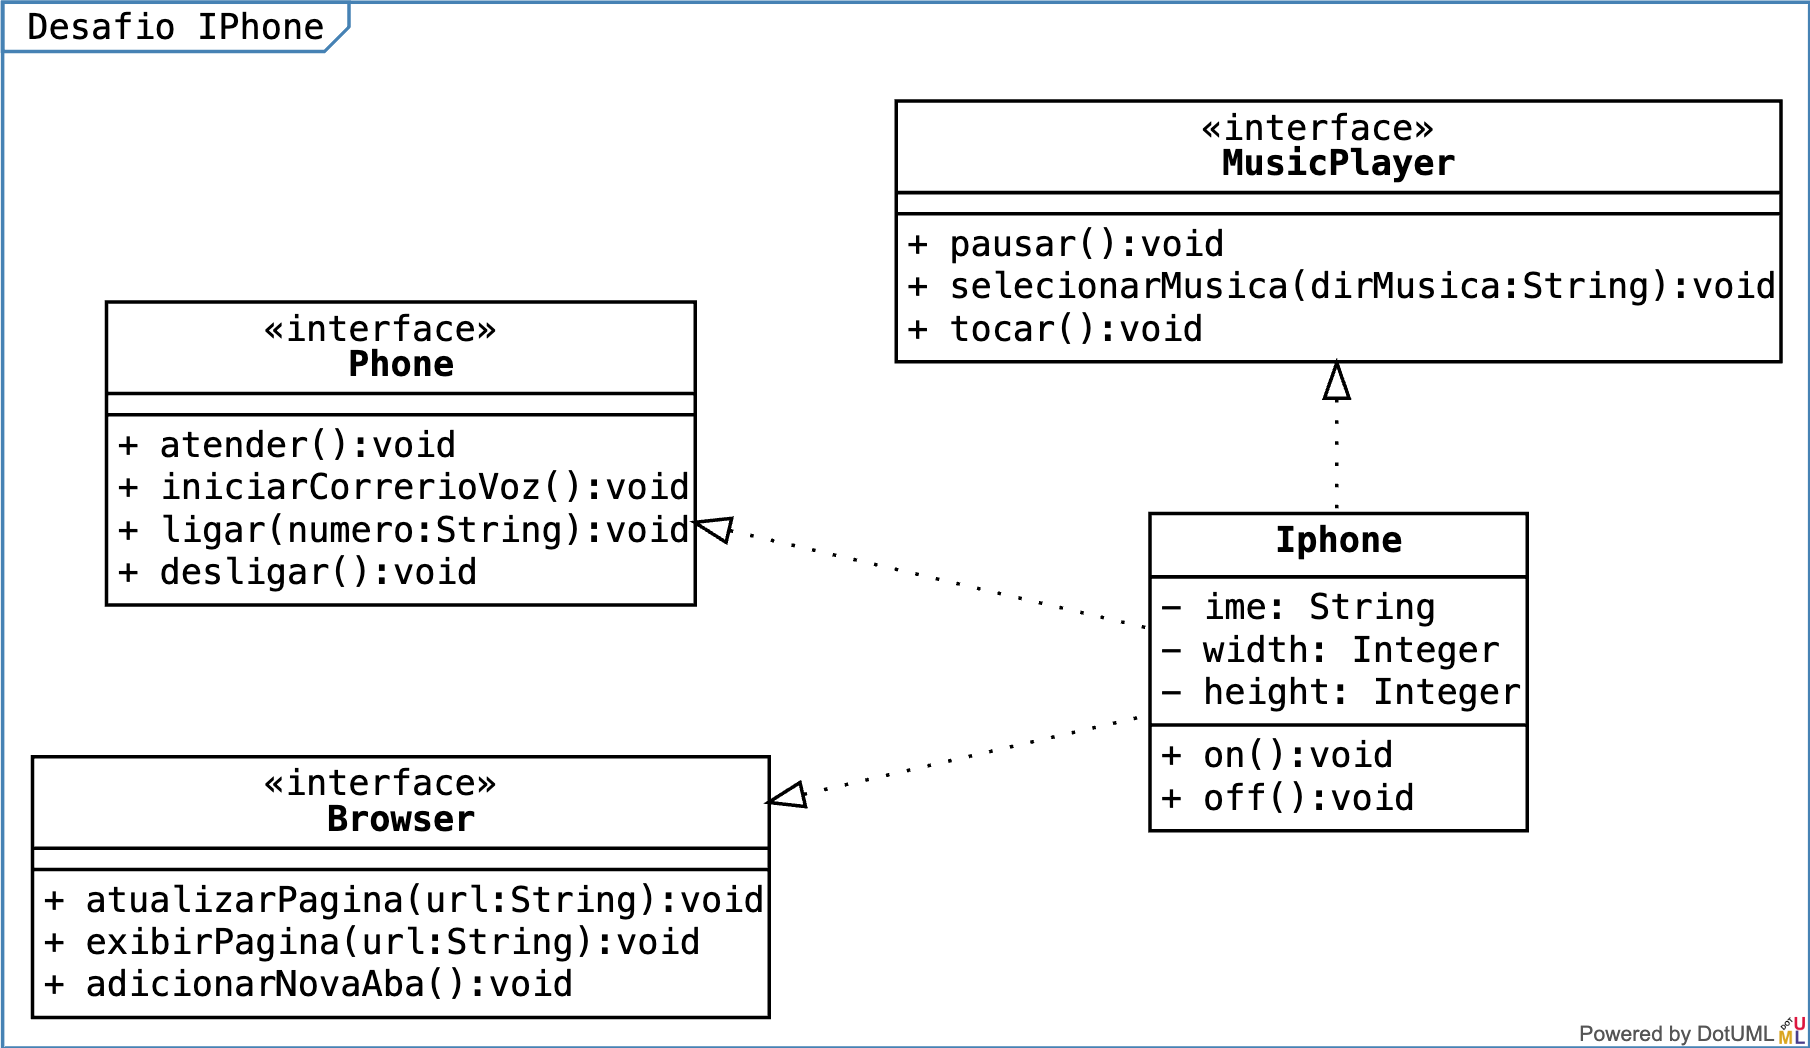 Desafio IPhone
«interface»
MusicPlayer
+ pausar():void
+ selecionarMusica(dirMusica:String):void
+ tocar():void
«interface»
Phone
+ atender():void
+ iniciarCorrerioVoz():void
+ ligar(numero:String):void
+ desligar():void
Iphone
− ime: String
− width: Integer
− height: Integer
+ on():void
+ off():void
«interface»
Browser
+ atualizarPagina(url:String):void
+ exibirPagina(url:String):void
+ adicionarNovaAba():void
Powered by DotUML
DOT UML